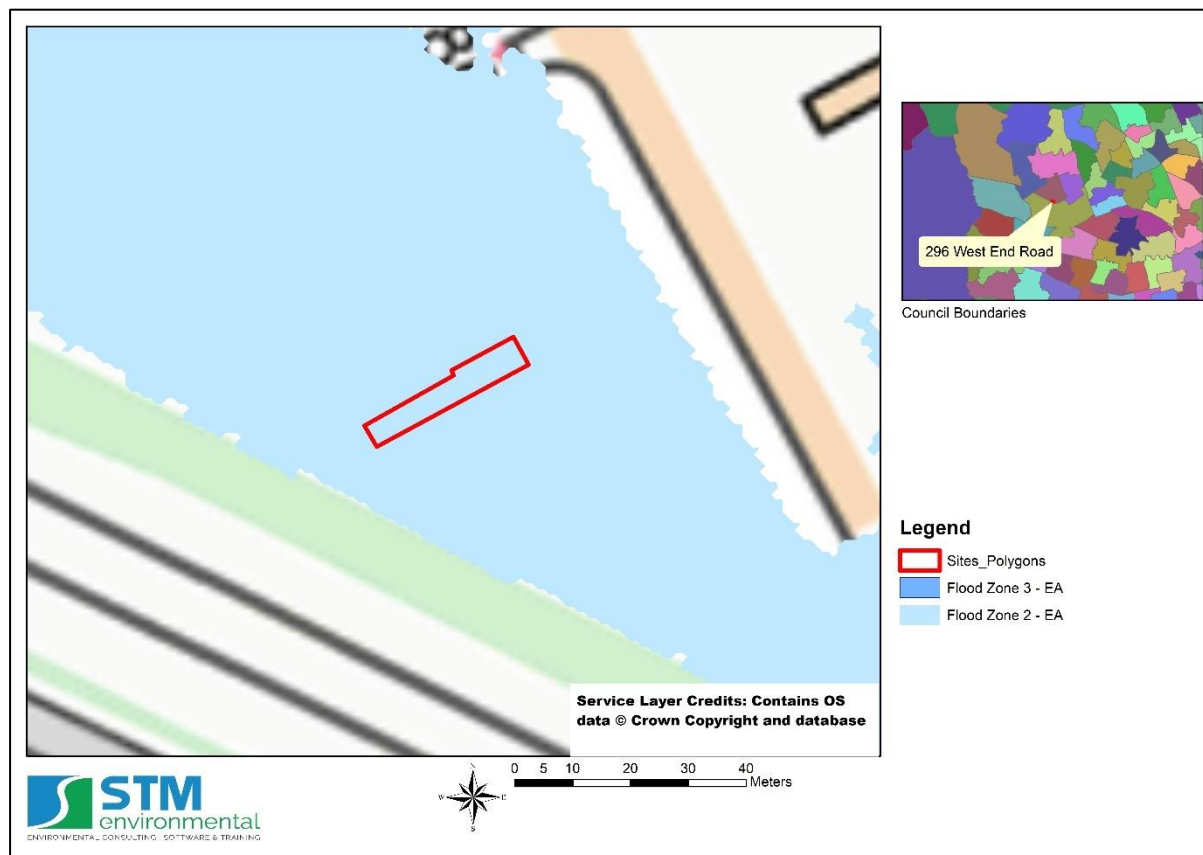 296 West End Road
Council Boundaries
Legend
Sites_Polygons
Flood Zone 3 - EA
Flood Zone 2 - EA
Service Layer Credits: Contains OS
data © Crown Copyright and database
STM
environmental
ENVIRONMENTAL CONSULTING , SOFTWARE & TRAINING
N
W E
S
0 5 10 20 30 40
Meters